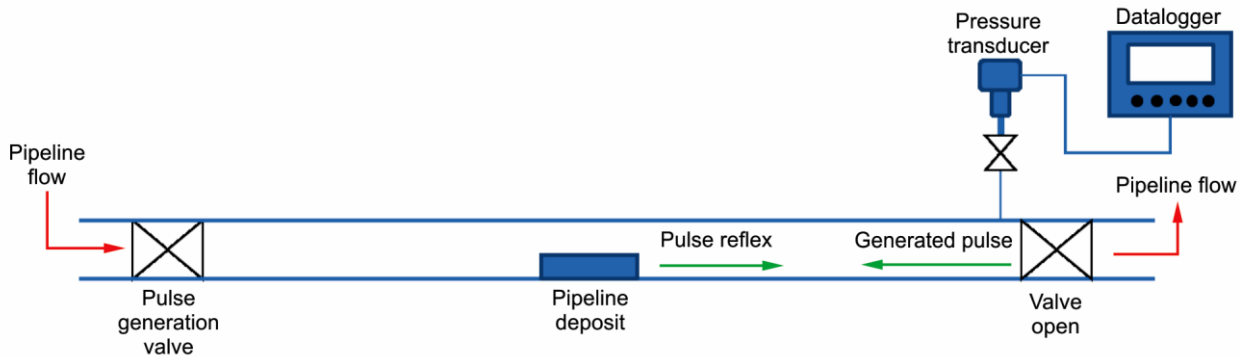 Pressure
transducer
Datalogger
Pipeline
flow
Pipeline flow
Pulse reflex
Generated pulse
Pulse
generation
valve
Pipeline
deposit
Valve
open